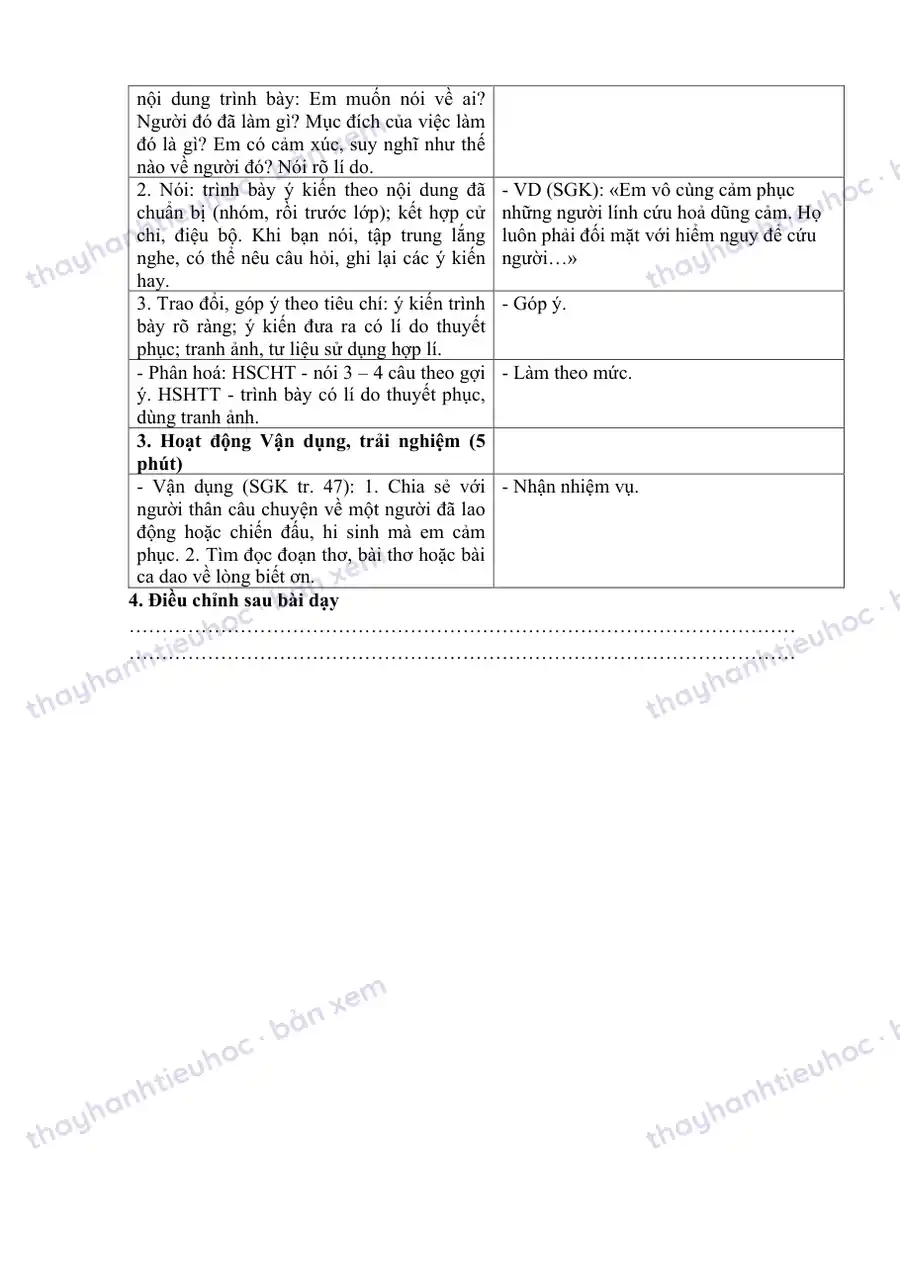 nội dung trình bày: Em muốn nói về ai?
Người đó đã làm gì? Mục đích của việc làm
đó là gì? Em có cảm xúc, suy nghĩ như thế
nào về người đó? Nói rõ lí do.
2. Nói: trình bày ý kiến theo nội dung đã
chuẩn bị (nhóm, rồi trước lớp); kết hợp cử
chỉ, điệu bộ. Khi bạn nói, tập trung lắng
nghe, có thể nêu câu hỏi, ghi lại các ý kiến
hay.
- VD (SGK): «Em vô cùng cảm phục
những người lính cứu hoả dũng cảm. Họ
luôn phải đối mặt với hiểm nguy để cứu
người…»
3. Trao đổi, góp ý theo tiêu chí: ý kiến trình
bày rõ ràng; ý kiến đưa ra có lí do thuyết
phục; tranh ảnh, tư liệu sử dụng hợp lí.
- Góp ý.
- Phân hoá: HSCHT - nói 3 – 4 câu theo gợi
ý. HSHTT - trình bày có lí do thuyết phục,
dùng tranh ảnh.
- Làm theo mức.
3. Hoạt động Vận dụng, trải nghiệm (5
phút)
- Vận dụng (SGK tr. 47): 1. Chia sẻ với
người thân câu chuyện về một người đã lao
động hoặc chiến đấu, hi sinh mà em cảm
phục. 2. Tìm đọc đoạn thơ, bài thơ hoặc bài
ca dao về lòng biết ơn.
- Nhận nhiệm vụ.
4. Điều chỉnh sau bài dạy
…………………………………………………………………………………………
…………………………………………………………………………………………
thayhanhtieuhoc · bản xem
thayhanhtieuhoc · b
thayhanhtieuhoc · bản xem
thayhanhtieuhoc · b
thayhanhtieuhoc · bản xem
thayhanhtieuhoc · b